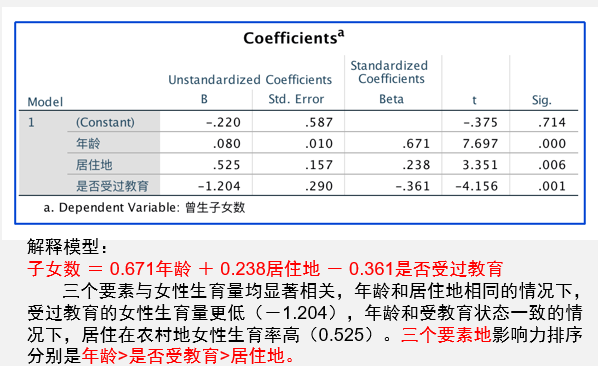 Coefficientsa
Standardized
Unstandardized Coefficients Coefficients
Model B Std. Error Beta t Sig.
1 (Constant) -.220 .587 -.375 .714
年龄 .080 .010 .671 7.697 .000
居住地 .525 .157 .238 3.351 .006
是否受过教育 -1.204 .290 -.361 -4.156 .001
a. Dependent Variable: 曾生子女数
解释模型：
子女数 ＝ 0.671年龄 ＋ 0.238居住地 － 0.361是否受过教育
三个要素与女性生育量均显著相关，年龄和居住地相同的情况下，
受过教育的女性生育量更低（－1.204），年龄和受教育状态一致的情
况下，居住在农村地女性生育率高（0.525）。三个要素地影响力排序
分别是年龄>是否受教育>居住地。